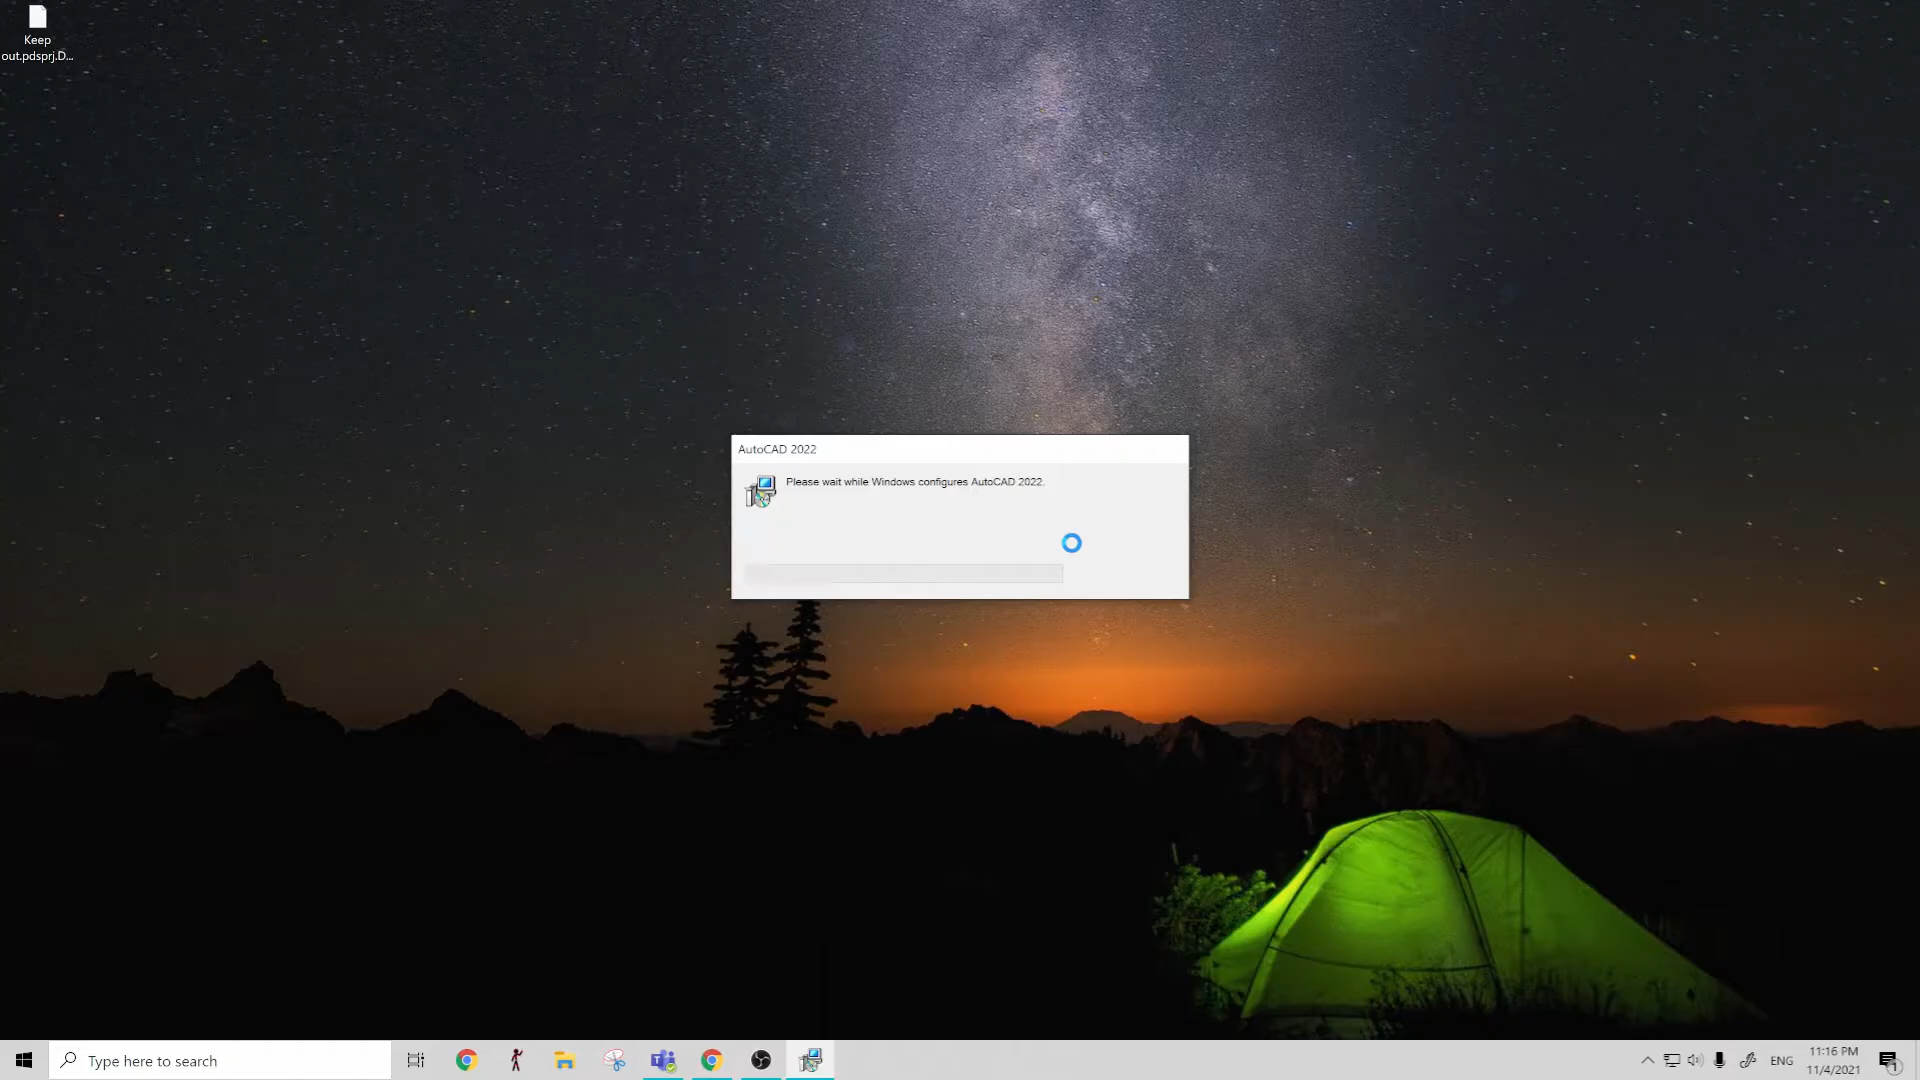 Keep
out.pdsprj.D...
AutoCAD 2022
Please wait while Windows configures AutoCAD 2022.
Type here to search
ENG
11:16 PM
11/4/2021
1